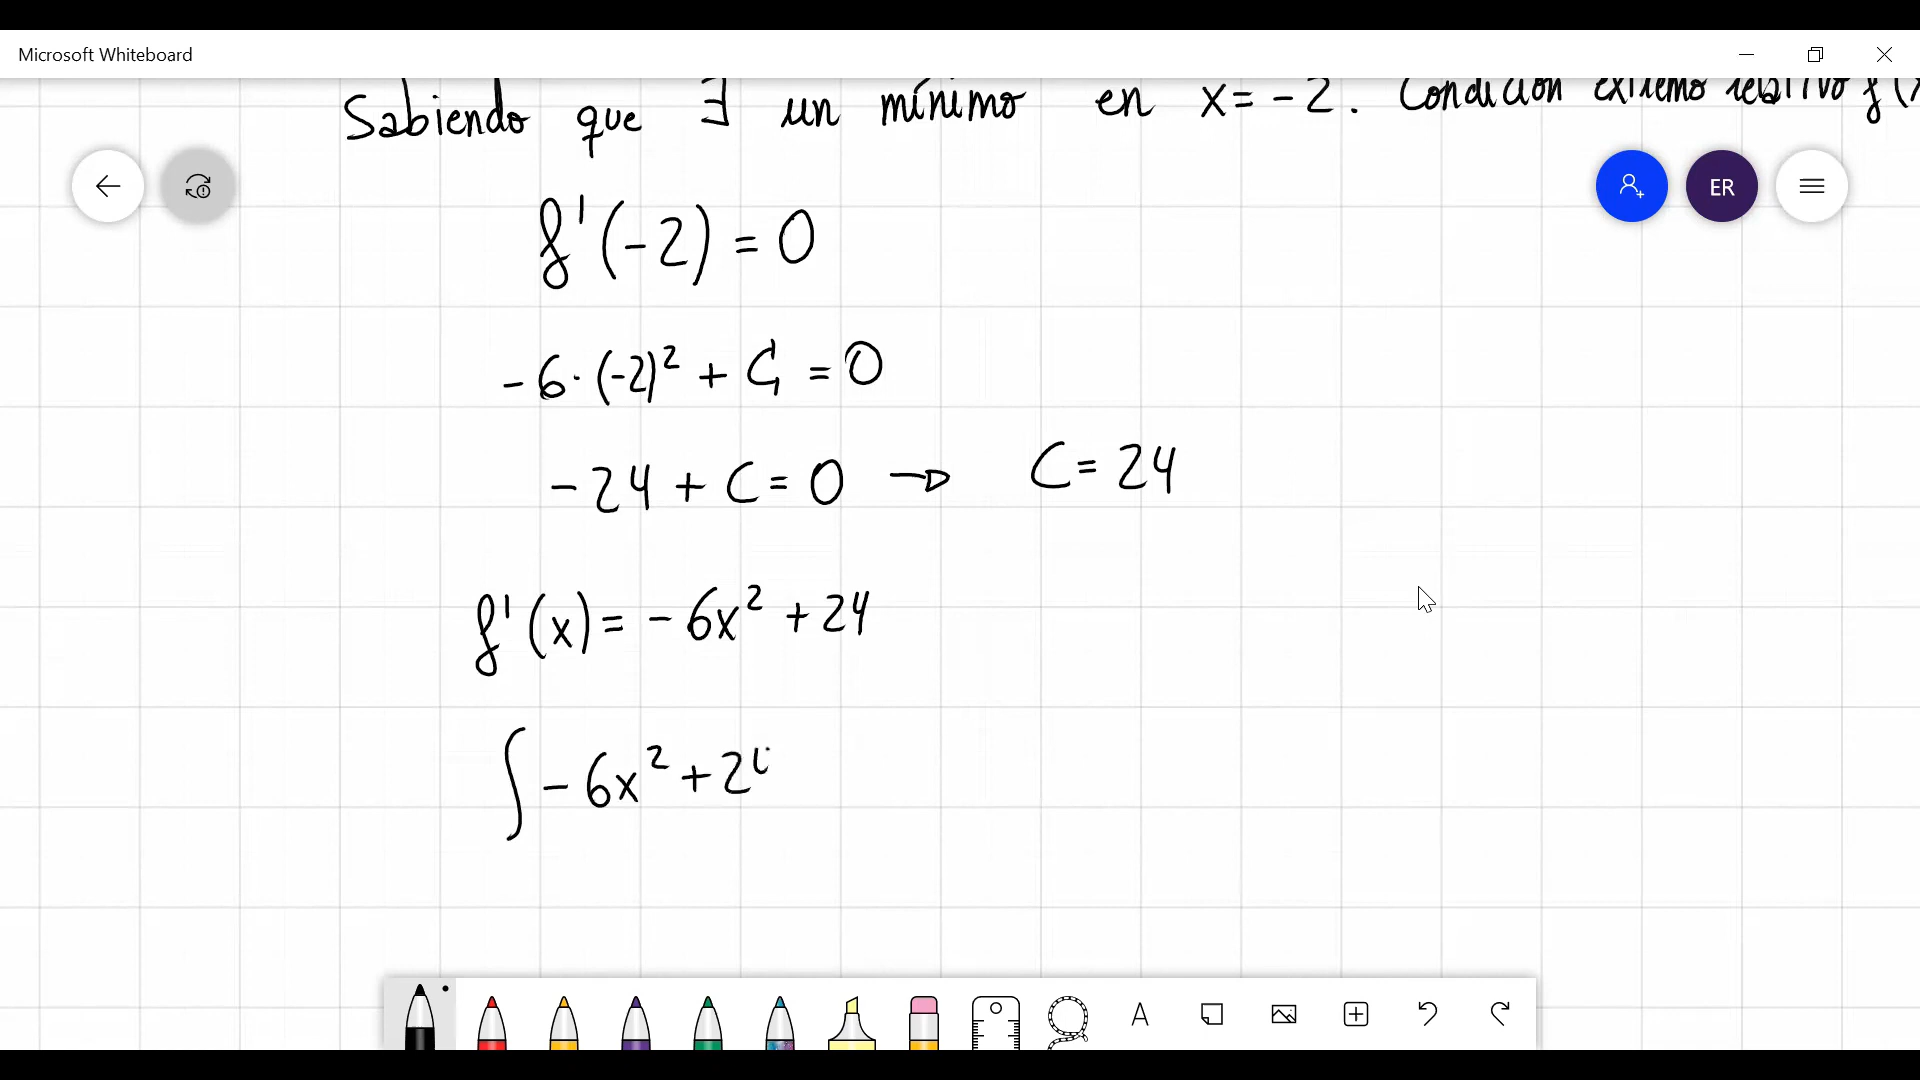 Microsoft Whiteboard
Sabiendo que ∃ un mínimo en x = -2. Condición extremo relativo f'(x
ER
f'(-2) = 0
-6·(-2)² + C = 0
-24 + C = 0 → C = 24
f'(x) = -6x² + 24
∫ -6x² + 2
A